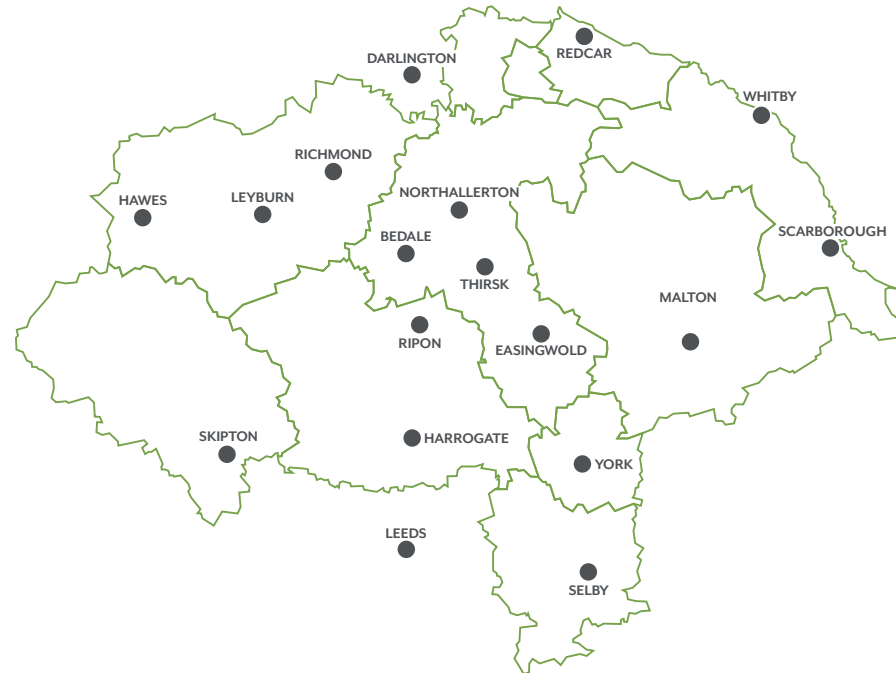 REDCAR
DARLINGTON
WHITBY
RICHMOND
NORTHALLERTON
HAWES
LEYBURN
SCARBOROUGH
BEDALE
THIRSK
MALTON
RIPON
EASINGWOLD
SKIPTON
HARROGATE
YORK
LEEDS
SELBY